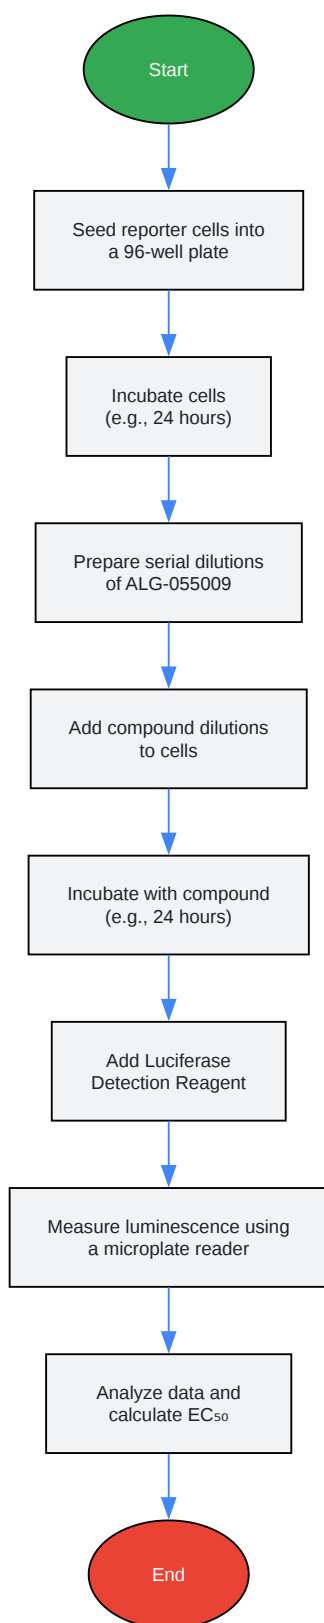 Start
Seed reporter cells into
a 96-well plate
Incubate cells
(e.g., 24 hours)
Prepare serial dilutions
of ALG-055009
Add compound dilutions
to cells
Incubate with compound
(e.g., 24 hours)
Add Luciferase
Detection Reagent
Measure luminescence using
a microplate reader
Analyze data and
calculate EC₅₀
End